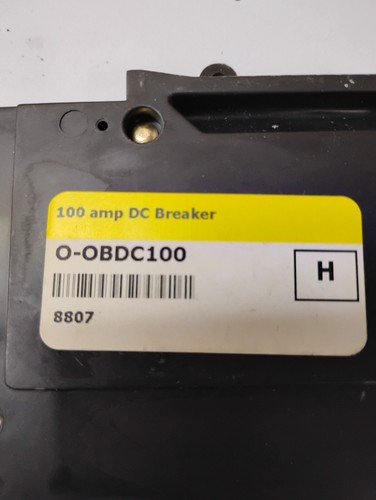 100 amp DC Breaker
O-OBDC100
H
8807